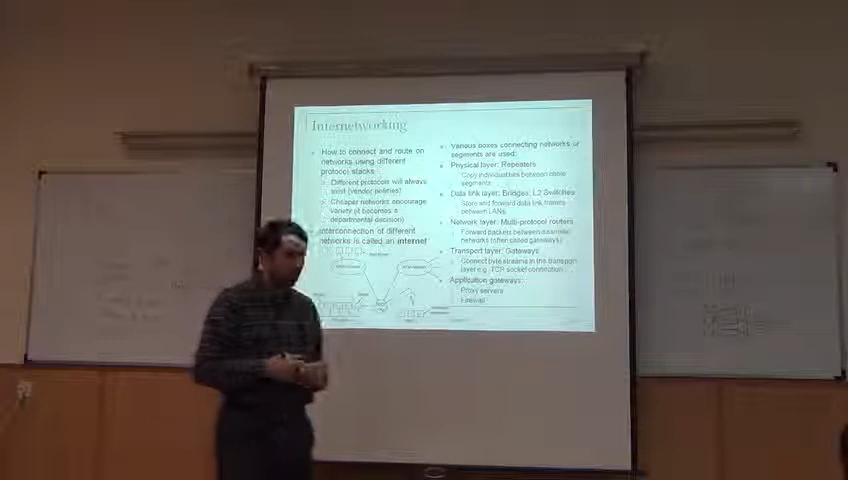 Internetworking
How to connect and route on
networks using different
protocol stacks
Different protocols will always
exist (vendor policies)
Cheaper networks encourage
variety (it becomes a
departmental decision)
Interconnection of different
networks is called an internet
Various boxes connecting networks or
segments are used:
Physical layer: Repeaters
Copy individual bits between cable
segments
Data link layer: Bridges, L2 Switches
Store and forward data link frames
between LANs
Network layer: Multi-protocol routers
Forward packets between dissimilar
networks (often called gateways)
Transport layer: Gateways
Connect byte streams in the transport
layer e.g. TCP socket connection
Application gateways:
Proxy servers
Firewall